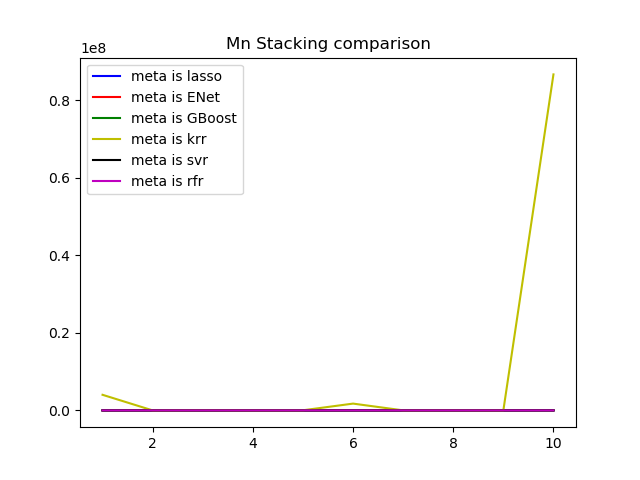 Mn Stacking comparison
1e8
meta is lasso
meta is ENet
meta is GBoost
meta is krr
meta is svr
meta is rfr
0.8
0.6
0.4
0.2
0.0
2 4 6 8 10